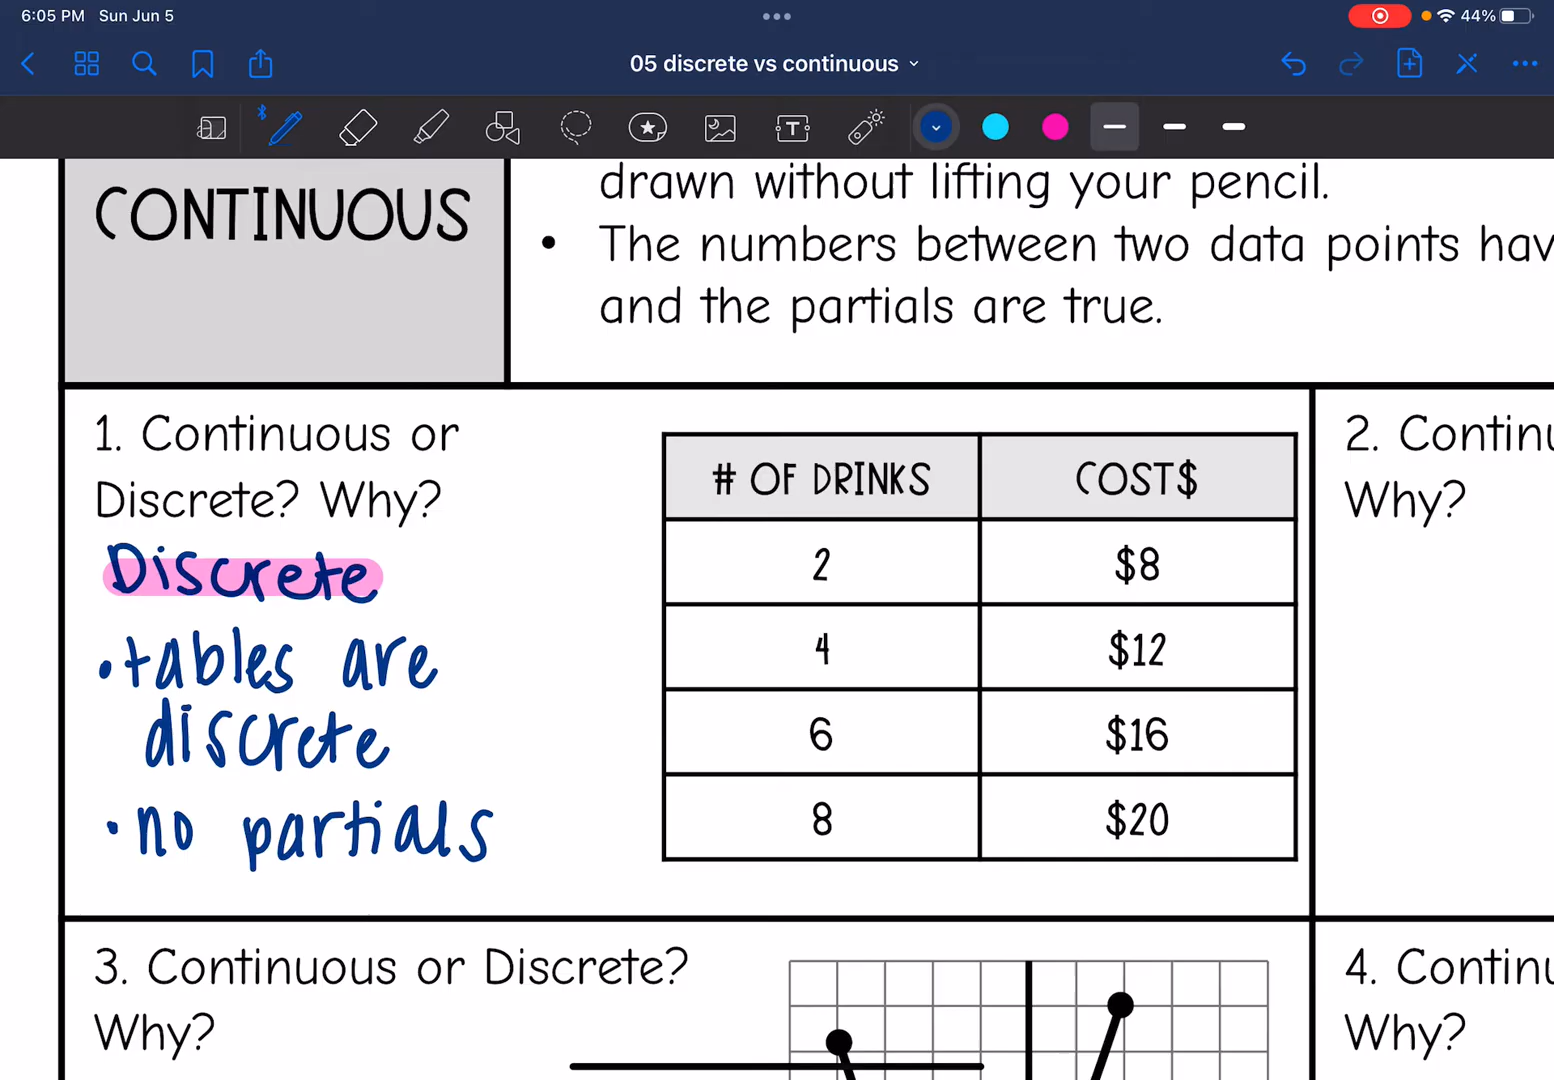 6:05 PM Sun Jun 5
44%
05 discrete vs continuous
T
CONTINUOUS
drawn without lifting your pencil.
• The numbers between two data points hav
and the partials are true.
1. Continuous or
Discrete? Why?
Discrete
• tables are
discrete
• no partials
# OF DRINKS COST$
2 $8
4 $12
6 $16
8 $20
2. Continu
Why?
3. Continuous or Discrete?
Why?
4. Continu
Why?